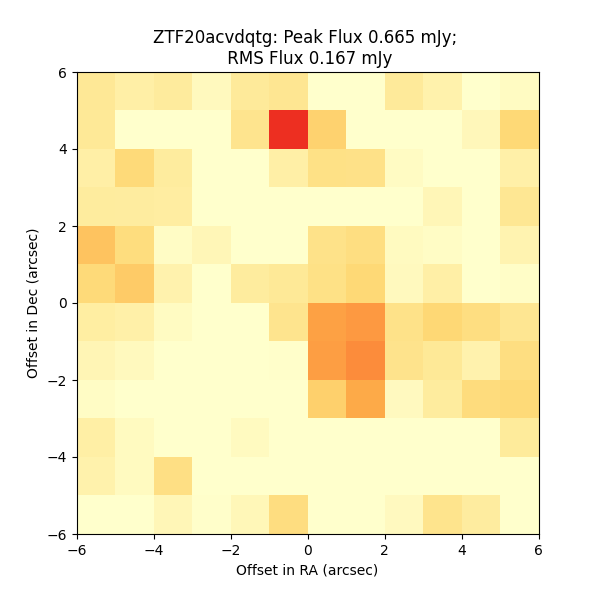 ZTF20acvdqtg: Peak Flux 0.665 mJy;
RMS Flux 0.167 mJy
6
4
2
0
−2
−4
−6
Offset in Dec (arcsec)
−6 −4 −2 0 2 4 6
Offset in RA (arcsec)